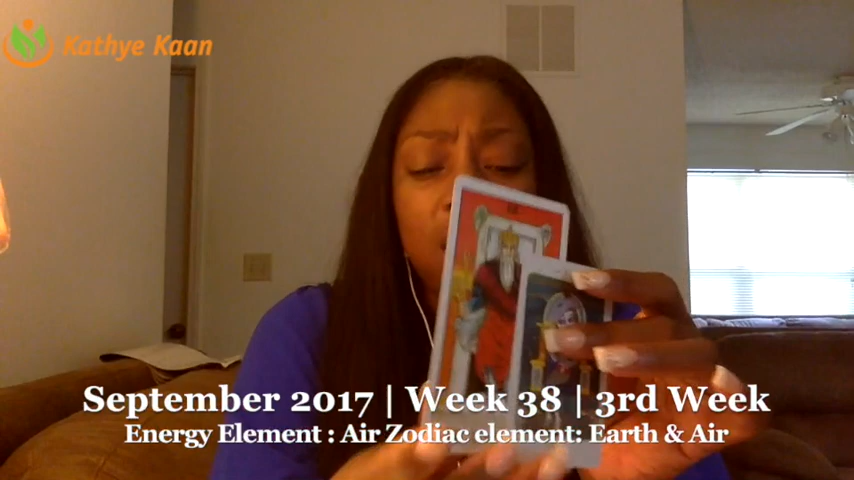 Kathye Kaan
September 2017 | Week 38 | 3rd Week
Energy Element : Air Zodiac element: Earth & Air